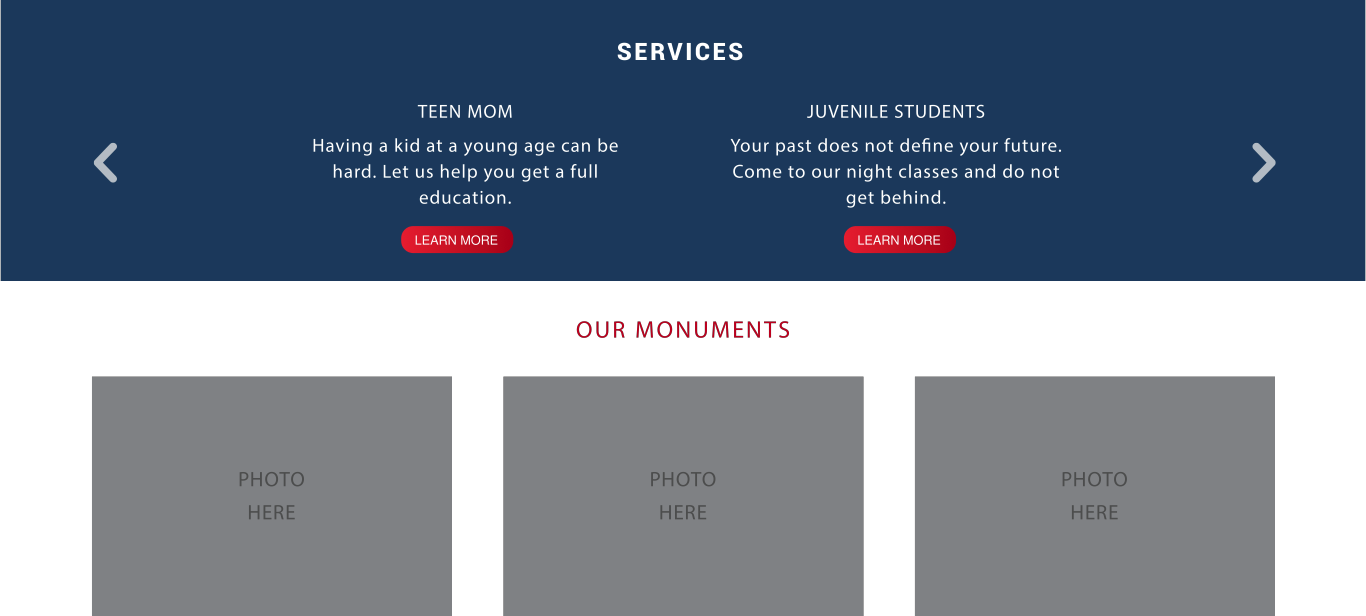 SERVICES
TEEN MOM
Having a kid at a young age can be
hard. Let us help you get a full
education.
LEARN MORE
JUVENILE STUDENTS
Your past does not define your future.
Come to our night classes and do not
get behind.
LEARN MORE
OUR MONUMENTS
PHOTO
HERE
PHOTO
HERE
PHOTO
HERE